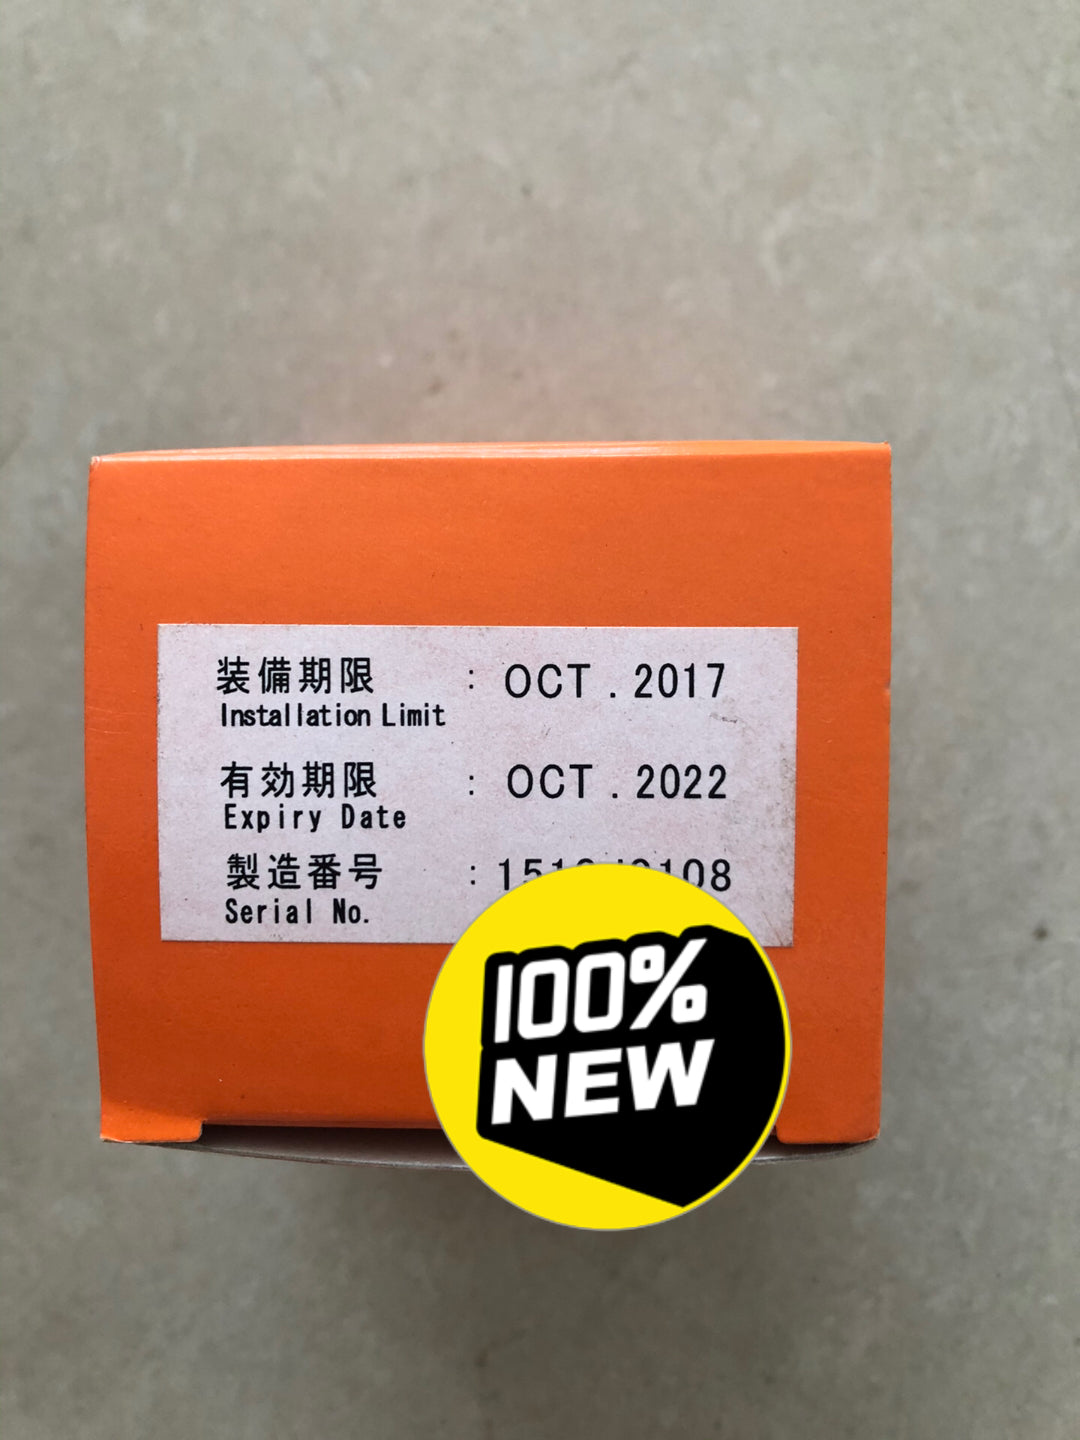 装備期限 : OCT . 2017
Installation Limit
有効期限 : OCT . 2022
Expiry Date
製造番号 :
Serial No.
100%
NEW